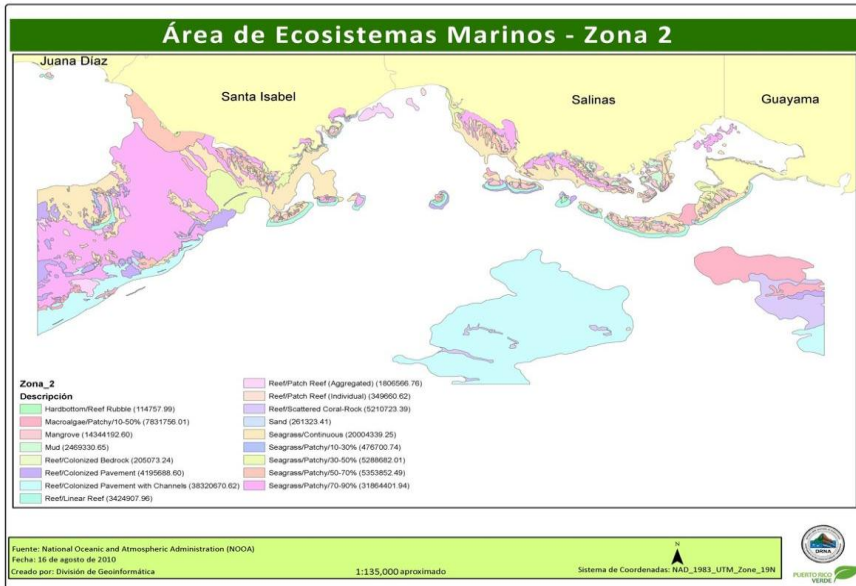 Área de Ecosistemas Marinos - Zona 2
Juana Díaz
Santa Isabel
Salinas
Guayama
Zona_2
Descripción
Hardbottom/Reef Rubble (114757.99)
Macroalgae/Patchy/10-50% (7831756.01)
Mangrove (14344192.60)
Mud (2469330.65)
Reef/Colonized Bedrock (205073.24)
Reef/Colonized Pavement (4195688.60)
Reef/Colonized Pavement with Channels (38320670.62)
Reef/Linear Reef (3424907.96)
Reef/Patch Reef (Aggregated) (1806566.76)
Reef/Patch Reef (Individual) (349660.62)
Reef/Scattered Coral-Rock (5210723.39)
Sand (261323.41)
Seagrass/Continuous (20004339.25)
Seagrass/Patchy/10-30% (476700.74)
Seagrass/Patchy/30-50% (5288682.01)
Seagrass/Patchy/50-70% (5353852.49)
Seagrass/Patchy/70-90% (31864401.94)
Fuente: National Oceanic and Atmospheric Administration (NOOA)
Fecha: 16 de agosto de 2010
Creado por: División de Geoinformática
1:135,000 aproximado
N
Sistema de Coordenadas: NAD_1983_UTM_Zone_19N
DRNA
PUERTO RICO
VERDE